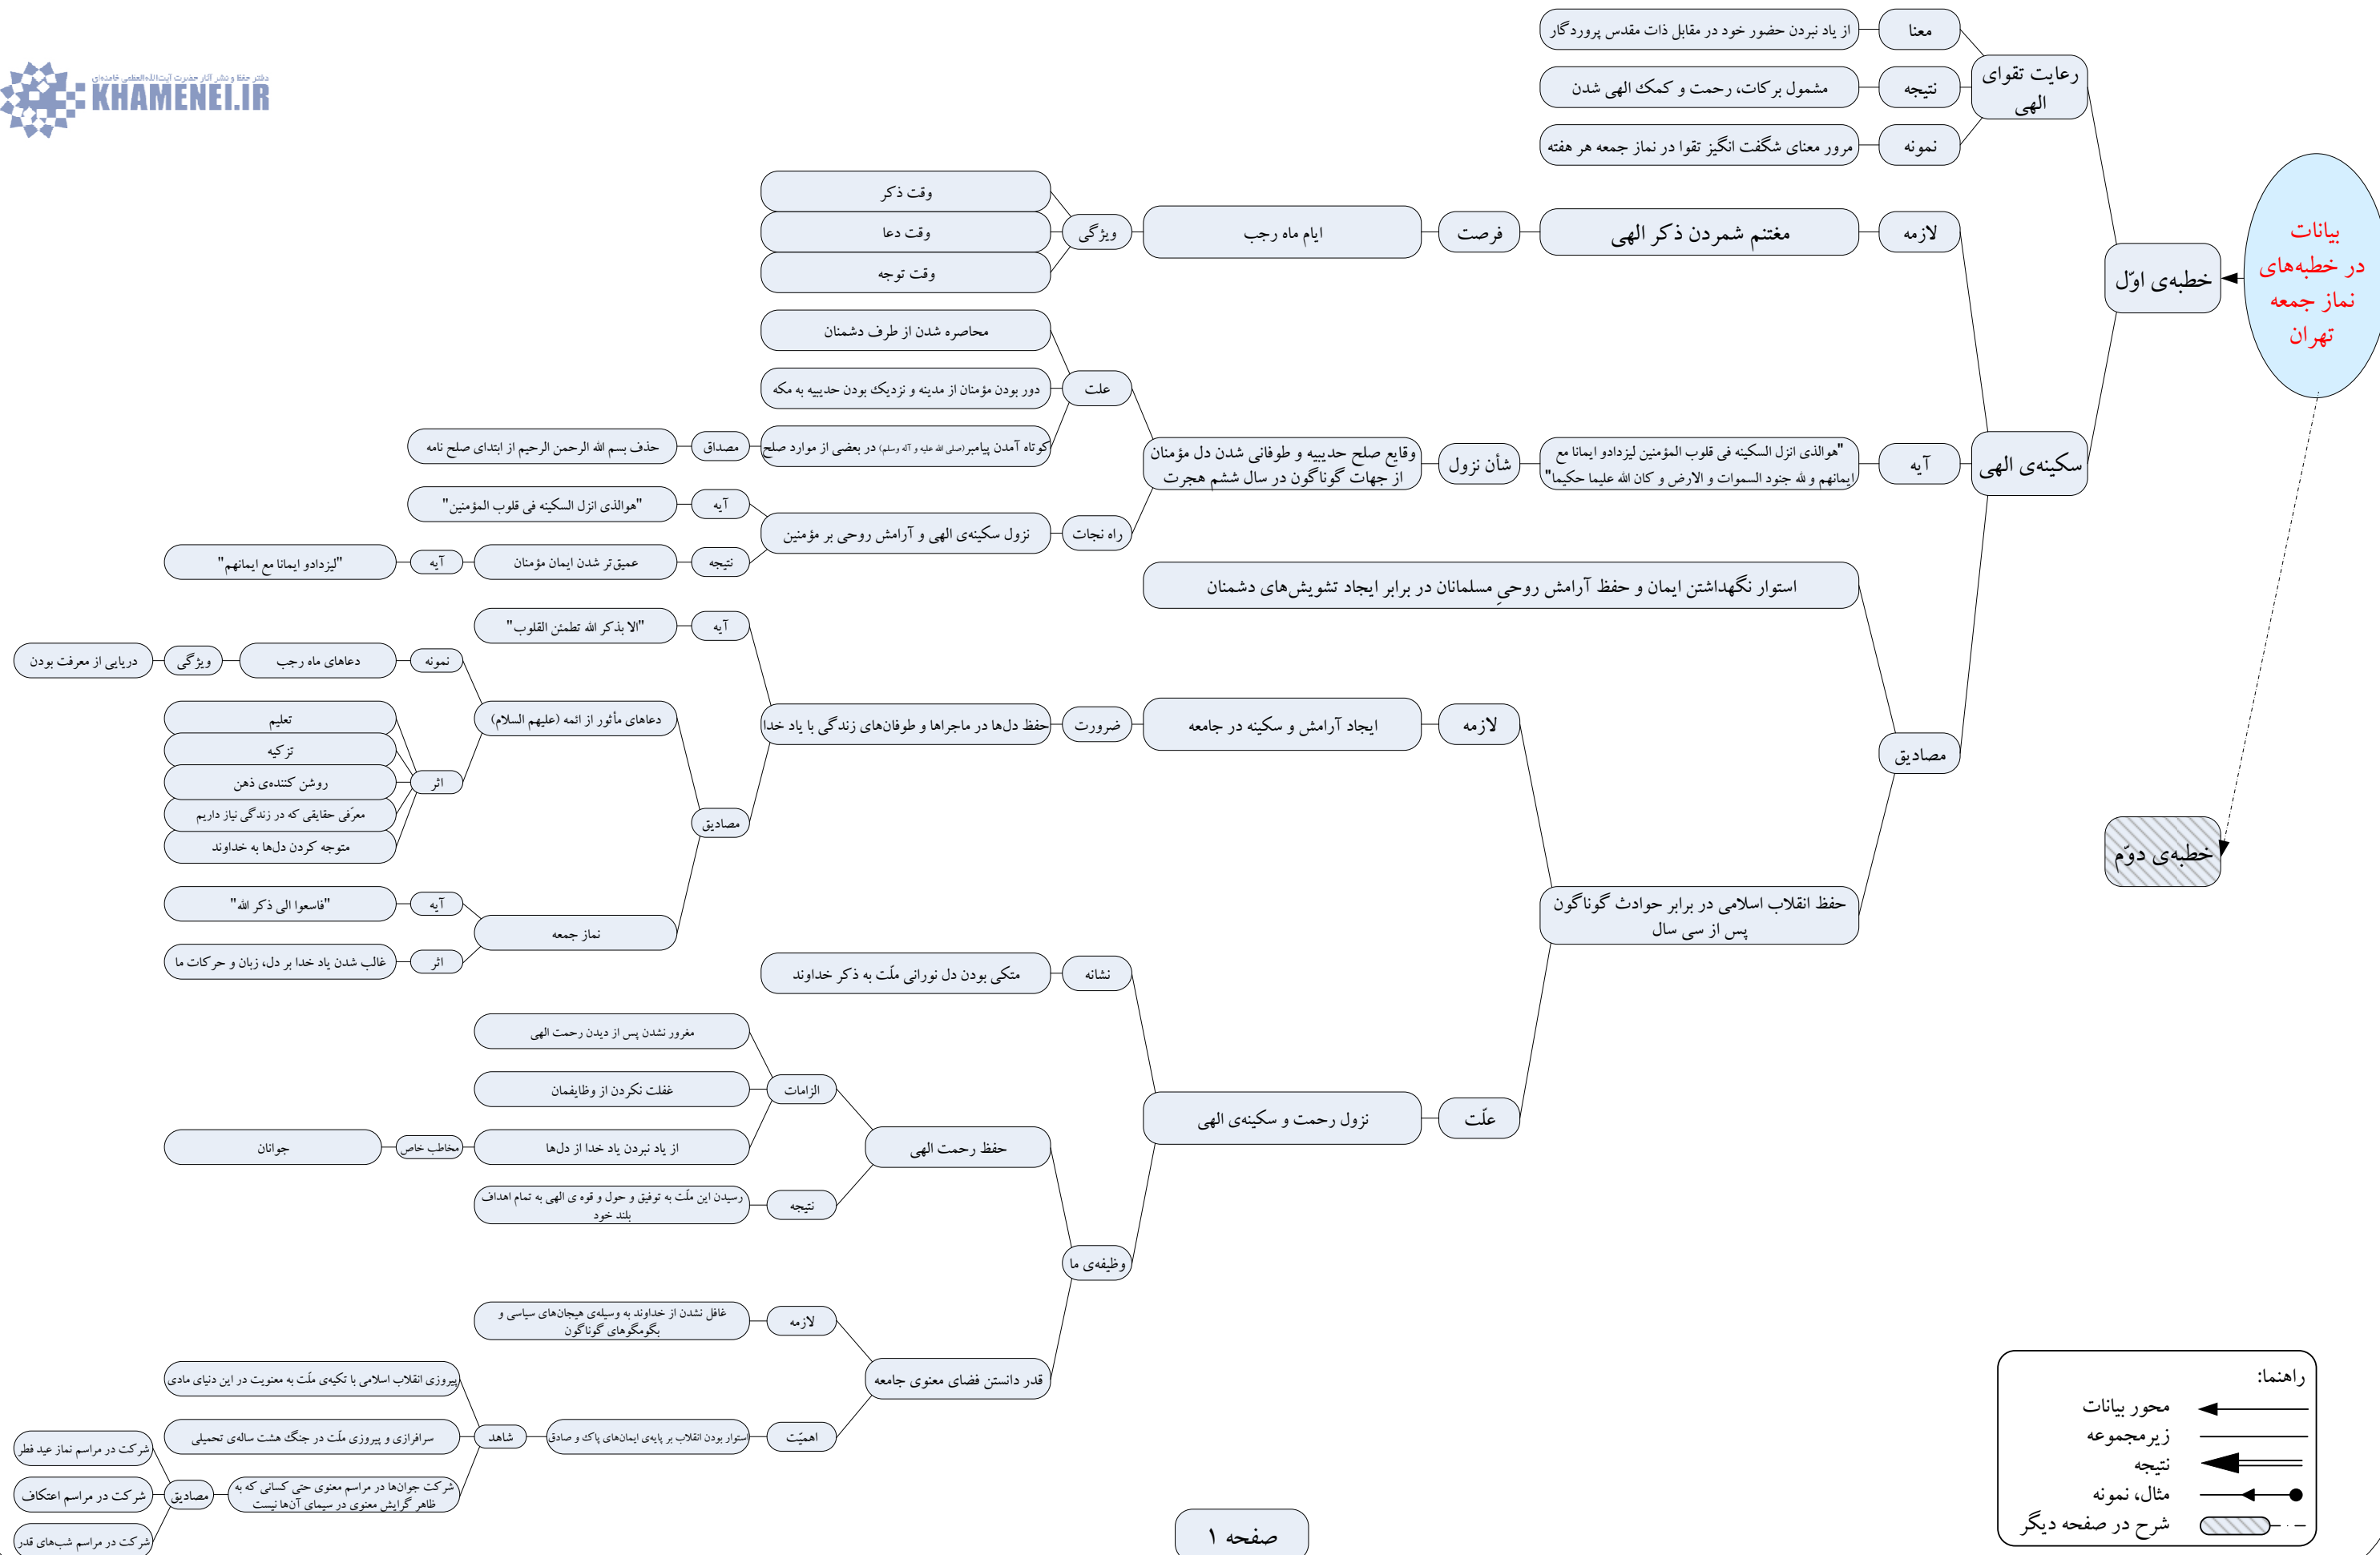 دفتر حفظ و نشر آثار حضرت آیت‌الله‌العظمی خامنه‌ای
KHAMENEI.IR
بیانات
در خطبه‌های
نماز جمعه
تهران
خطبه‌ی اوّل
رعایت تقوای
الهی
معنا
از یاد نبردن حضور خود در مقابل ذات مقدس پروردگار
نتیجه
مشمول برکات، رحمت و کمک الهی شدن
نمونه
مرور معنای شگفت انگیز تقوا در نماز جمعه هر هفته
سکینه‌ی الهی
لازمه
مغتنم شمردن ذکر الهی
فرصت
ایام ماه رجب
ویژگی
وقت ذکر
وقت دعا
وقت توجه
آیه
"هوالذی انزل السکینه فی قلوب المؤمنین لیزدادو ایمانا مع
ایمانهم و لله جنود السموات و الارض و کان الله علیما حکیما"
شأن نزول
وقایع صلح حدیبیه و طوفانی شدن دل مؤمنان
از جهات گوناگون در سال ششم هجرت
علت
محاصره شدن از طرف دشمنان
دور بودن مؤمنان از مدینه و نزدیک بودن حدیبیه به مکه
کوتاه آمدن پیامبر(صلی الله علیه و آله وسلم) در بعضی از موارد صلح
مصداق
حذف بسم الله الرحمن الرحیم از ابتدای صلح نامه
راه نجات
نزول سکینه‌ی الهی و آرامش روحی بر مؤمنین
آیه
"هوالذی انزل السکینه فی قلوب المؤمنین"
نتیجه
عمیق‌تر شدن ایمان مؤمنان
آیه
"لیزدادو ایمانا مع ایمانهم"
مصادیق
استوار نگهداشتن ایمان و حفظ آرامش روحیِ مسلمانان در برابر ایجاد تشویش‌های دشمنان
حفظ انقلاب اسلامی در برابر حوادث گوناگون
پس از سی سال
لازمه
ایجاد آرامش و سکینه در جامعه
ضرورت
حفظ دل‌ها در ماجراها و طوفان‌های زندگی با یاد خدا
آیه
"الا بذکر الله تطمئن القلوب"
مصادیق
دعاهای مأثور از ائمه (علیهم السلام)
نمونه
دعاهای ماه رجب
ویژگی
دریایی از معرفت بودن
اثر
تعلیم
تزکیه
روشن کننده‌ی ذهن
معرّفی حقایقی که در زندگی نیاز داریم
متوجه کردن دل‌ها به خداوند
نماز جمعه
آیه
"فاسعوا الی ذکر الله"
اثر
غالب شدن یاد خدا بر دل، زبان و حرکات ما
علّت
نزول رحمت و سکینه‌ی الهی
نشانه
متکی بودن دل نورانی ملّت به ذکر خداوند
وظیفه‌ی ما
حفظ رحمت الهی
الزامات
مغرور نشدن پس از دیدن رحمت الهی
غفلت نکردن از وظایفمان
از یاد نبردن یاد خدا از دل‌ها
مخاطب خاص
جوانان
نتیجه
رسیدن این ملّت به توفیق و حول و قوه ی الهی به تمام اهداف
بلند خود
قدر دانستن فضای معنوی جامعه
لازمه
غافل نشدن از خداوند به وسیله‌ی هیجان‌های سیاسی و
بگومگوهای گوناگون
اهمیّت
استوار بودن انقلاب بر پایه‌ی ایمان‌های پاک و صادق
شاهد
پیروزی انقلاب اسلامی با تکیه‌ی ملّت به معنویت در این دنیای مادی
سرافرازی و پیروزی ملّت در جنگ هشت ساله‌ی تحمیلی
شرکت جوان‌ها در مراسم معنوی حتی کسانی که به
ظاهر گرایش معنوی در سیمای آن‌ها نیست
مصادیق
شرکت در مراسم نماز عید فطر
شرکت در مراسم اعتکاف
شرکت در مراسم شب‌های قدر
خطبه‌ی دوّم
راهنما:
محور بیانات
زیرمجموعه
نتیجه
مثال، نمونه
شرح در صفحه دیگر
صفحه ۱